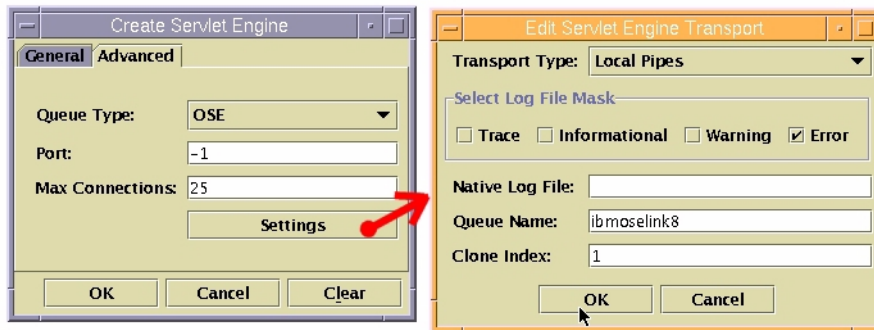 Create Servlet Engine
General Advanced
Queue Type: OSE
Port: -1
Max Connections: 25
Settings
OK Cancel Clear
Edit Servlet Engine Transport
Transport Type: Local Pipes
Select Log File Mask
Trace Informational Warning Error
Native Log File:
Queue Name: ibmoselink8
Clone Index: 1
OK Cancel